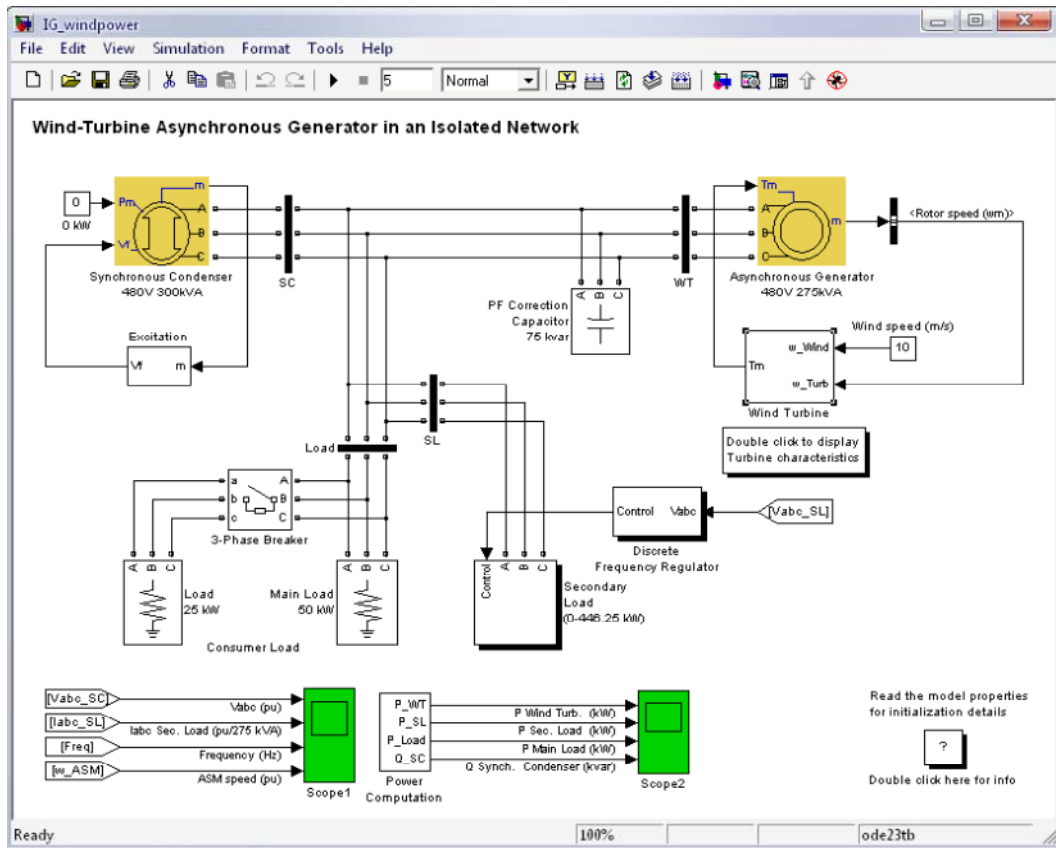 IG_windpower
File Edit View Simulation Format Tools Help
5 Normal
Wind-Turbine Asynchronous Generator in an Isolated Network
0
0 kW
Pm
Vf_
m
A
B
C
Synchronous Condenser
480V 300kVA
SC
Excitation
Vf m
PF Correction
Capacitor
75 kvar
A B C
WT
Tm
A
B
C
m
Asynchronous Generator
480V 275kVA
<Rotor speed (wm)>
Wind speed (m/s)
10
w_Wind
Tm
w_Turb
Wind Turbine
Double click to display
Turbine characteristics
SL
Load
a A
b B
c C
3-Phase Breaker
A B C
Load
25 kW
A B C
Main Load
50 kW
Consumer Load
Control Vabc
[Vabc_SL]
Discrete
Frequency Regulator
Control A B C
Secondary
Load
(0-446.25 kW)
[Vabc_SC]
Vabc (pu)
[Iabc_SL]
Iabc Sec. Load (pu/275 kVA)
[Freq]
Frequency (Hz)
[w_ASM]
ASM speed (pu)
Scope1
P_WT
P_SL
P_Load
Q_SC
Power
Computation
P Wind Turb. (kW)
P Sec. Load (kW)
P Main Load (kW)
Q Synch. Condenser (kvar)
Scope2
Read the model properties
for initialization details
?
Double click here for info
Ready 100% ode23tb